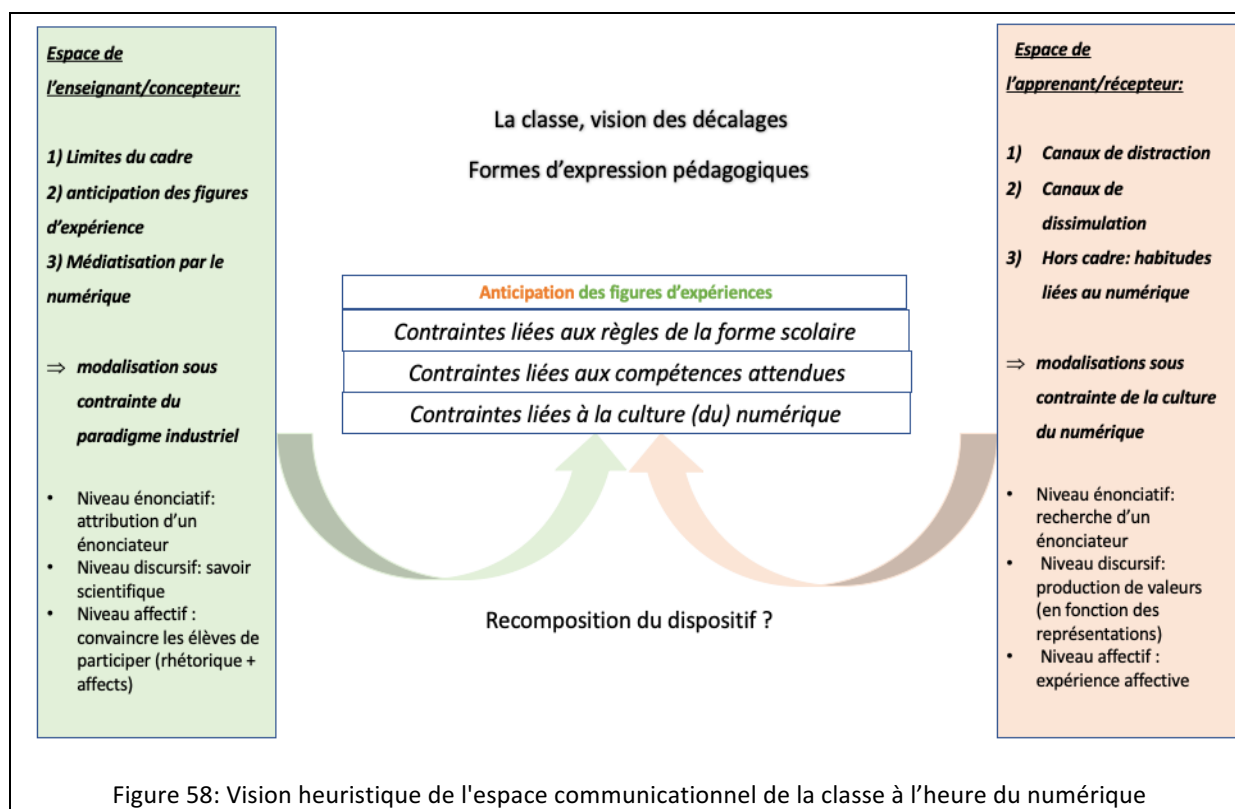 Espace de
l'enseignant/concepteur:
1) Limites du cadre
2) anticipation des figures
d'expérience
3) Médiatisation par le
numérique
⇒ modalisation sous
contrainte du
paradigme industriel
• Niveau énonciatif:
attribution d'un
énonciateur
• Niveau discursif: savoir
scientifique
• Niveau affectif :
convaincre les élèves de
participer (rhétorique +
affects)
La classe, vision des décalages
Formes d'expression pédagogiques
Anticipation des figures d'expériences
Contraintes liées aux règles de la forme scolaire
Contraintes liées aux compétences attendues
Contraintes liées à la culture (du) numérique
Recomposition du dispositif ?
Espace de
l'apprenant/récepteur:
1) Canaux de distraction
2) Canaux de
dissimulation
3) Hors cadre: habitudes
liées au numérique
⇒ modalisations sous
contrainte de la culture
du numérique
• Niveau énonciatif:
recherche d'un
énonciateur
• Niveau discursif:
production de valeurs
(en fonction des
représentations)
• Niveau affectif :
expérience affective
Figure 58: Vision heuristique de l'espace communicationnel de la classe à l'heure du numérique